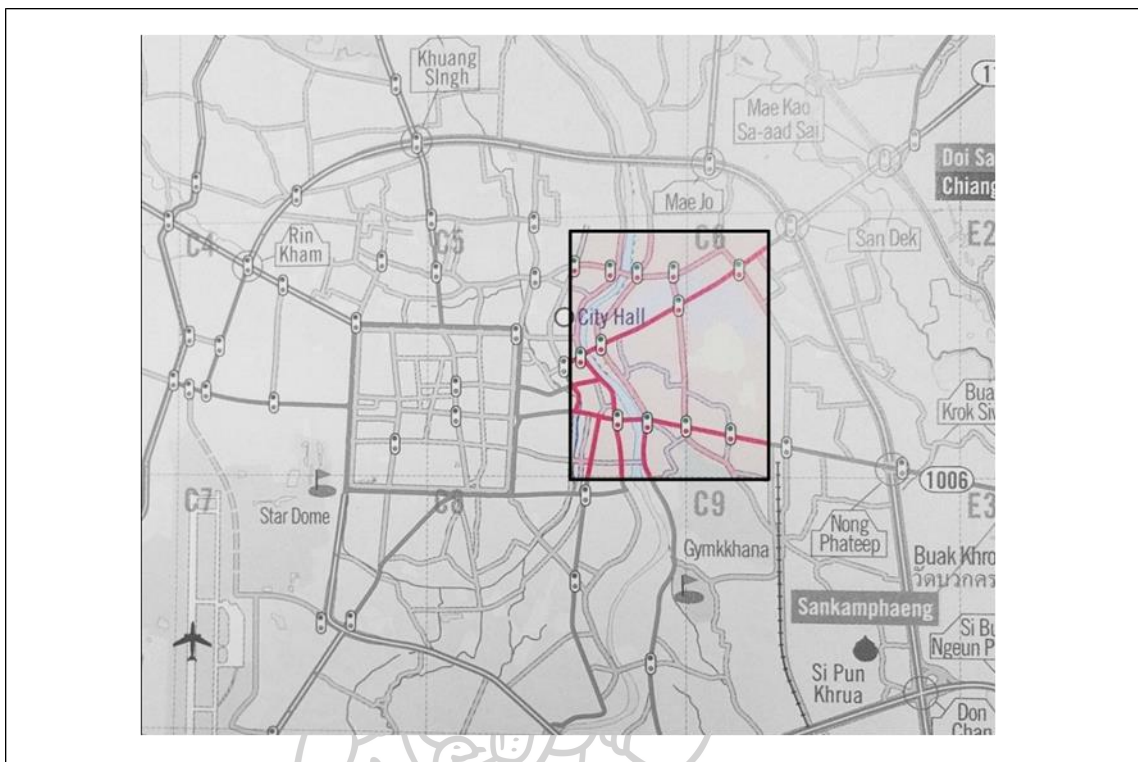 Khuang
SIngh
11
Mae Kao
Sa-aad Sai
Doi Sa
Chiang
Mae Jo
C4
Rin
Kham
C5
C6
San Dek
E2
City Hall
Bua
Krok Siv
1006
C7
Star Dome
C8
C9
Gymkkhana
Nong
Phateep
E3
Buak Khro
วัดบวกคร
Sankamphaeng
Si Bu
Ngeun P
Si Pun
Khrua
Don
Chan